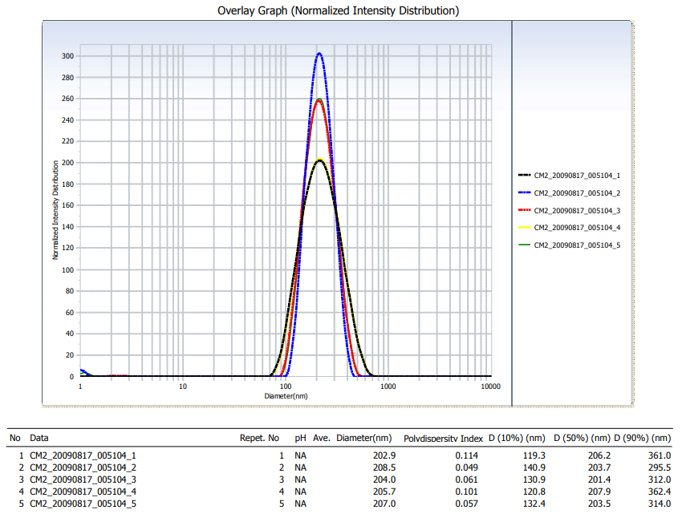 Overlay Graph (Normalized Intensity Distribution)
Normalized Intensity Distribution
300
280
260
240
220
200
180
160
140
120
100
80
60
40
20
0
1 10 100 1000 10000
Diameter(nm)
CM2_20090817_005104_1
CM2_20090817_005104_2
CM2_20090817_005104_3
CM2_20090817_005104_4
CM2_20090817_005104_5
No Data Repet. No pH Ave. Diameter(nm) Polydispersity Index D (10%) (nm) D (50%) (nm) D (90%) (nm)
1 CM2_20090817_005104_1 1 NA 202.9 0.114 119.3 206.2 361.0
2 CM2_20090817_005104_2 2 NA 208.5 0.049 140.9 203.7 295.5
3 CM2_20090817_005104_3 3 NA 204.0 0.061 130.9 201.4 312.0
4 CM2_20090817_005104_4 4 NA 205.7 0.101 120.8 207.9 362.4
5 CM2_20090817_005104_5 5 NA 207.0 0.057 132.4 203.5 314.0